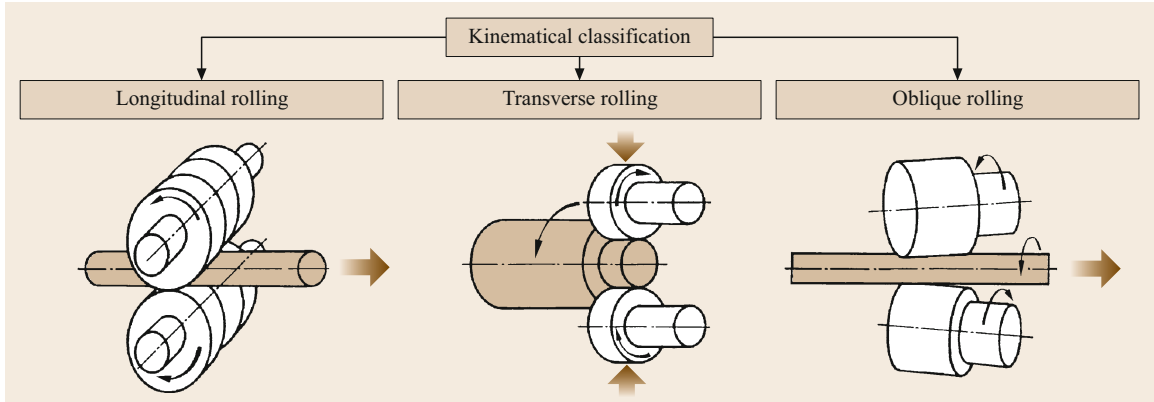 Kinematical classification
Longitudinal rolling
Transverse rolling
Oblique rolling